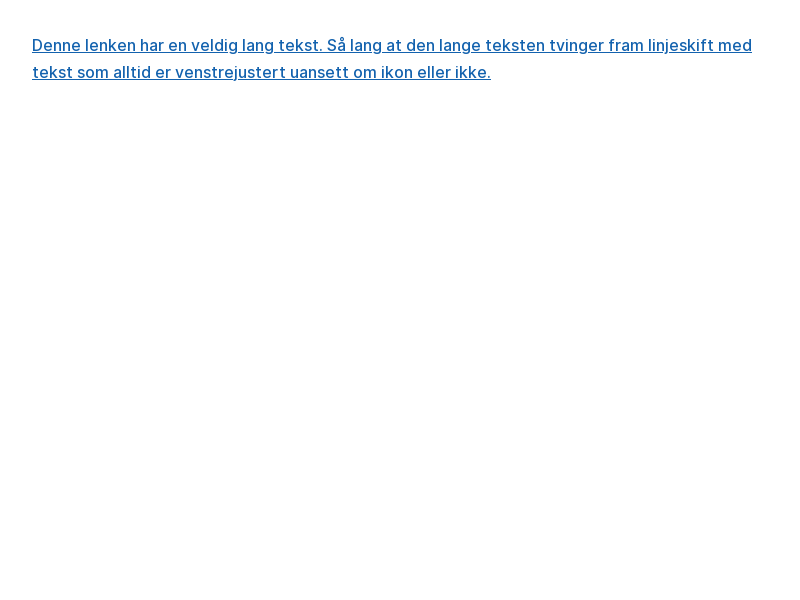 Denne lenken har en veldig lang tekst. Så lang at den lange teksten tvinger fram linjeskift med
tekst som alltid er venstrejustert uansett om ikon eller ikke.